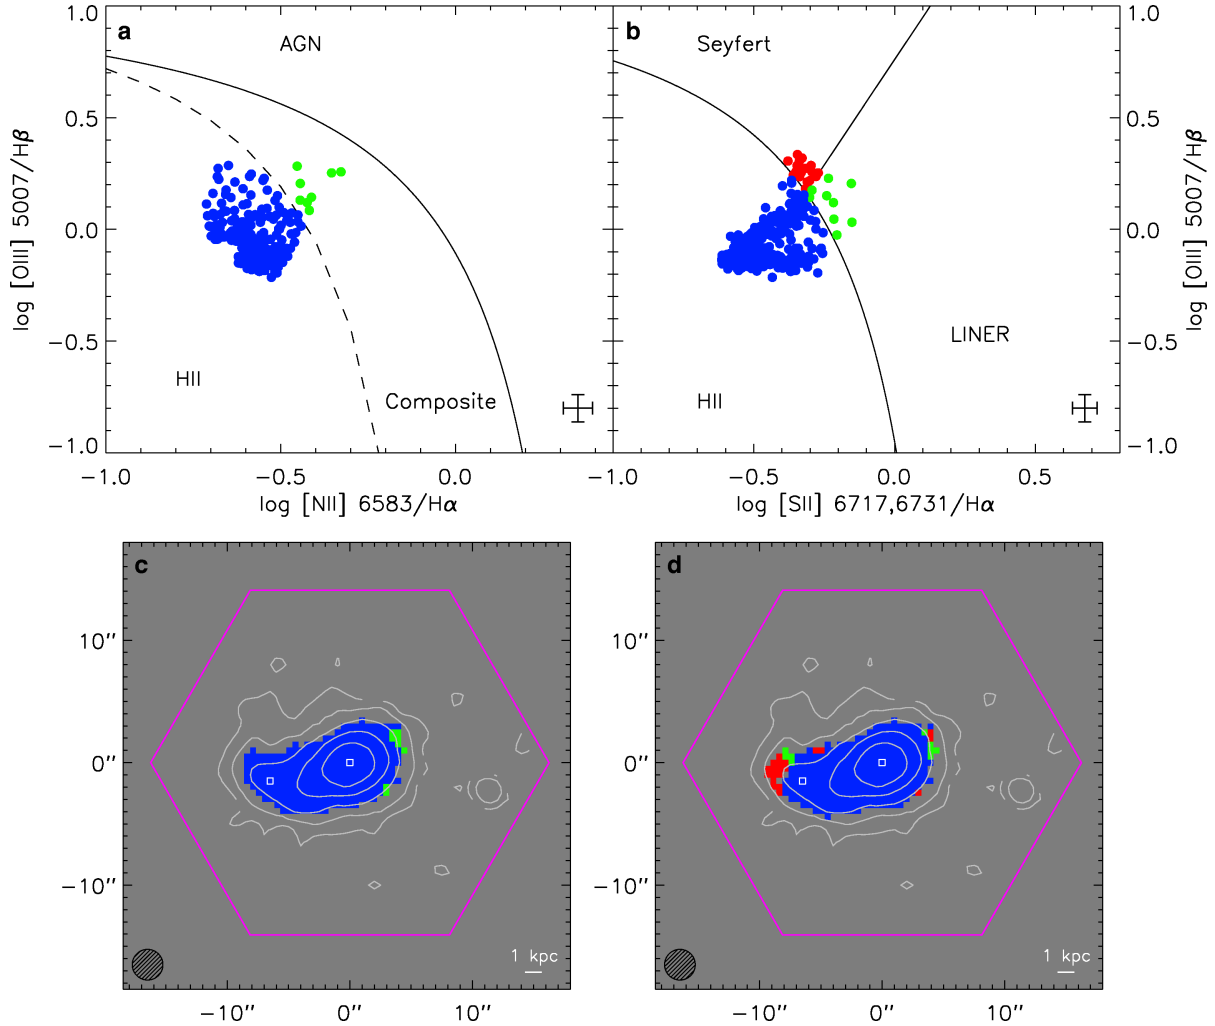 a
AGN
HII
Composite
1.0
0.5
0.0
−0.5
−1.0
log [OIII] 5007/Hβ
−1.0
−0.5
0.0
log [NII] 6583/Hα
b
Seyfert
LINER
HII
−1.0
−0.5
0.0
0.5
log [SII] 6717,6731/Hα
1.0
0.5
0.0
−0.5
−1.0
log [OIII] 5007/Hβ
c
10′′
0′′
−10′′
1 kpc
−10′′
0′′
10′′
d
10′′
0′′
−10′′
1 kpc
−10′′
0′′
10′′